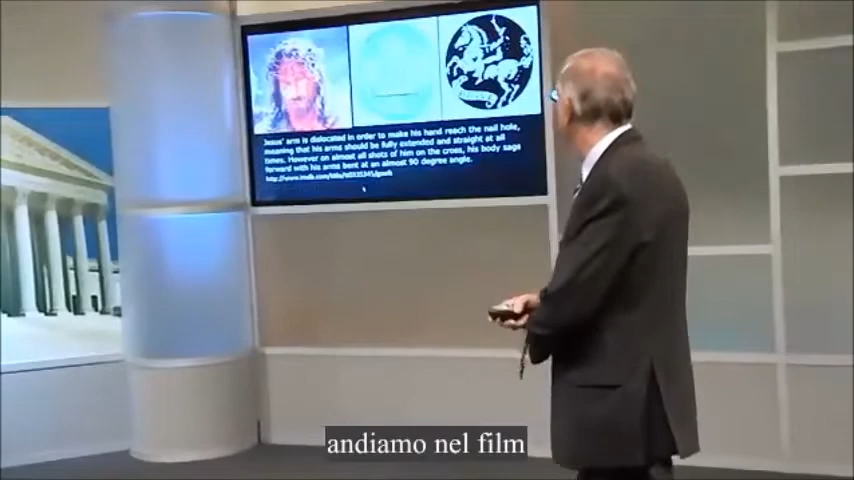 Jesus' arm is dislocated in order to make his hand reach the nail hole,
meaning that his arms should be fully extended and straight at all
times. However on almost all shots of him on the cross, his body sags
forward with his arms bent at an almost 90 degree angle.
andiamo nel film